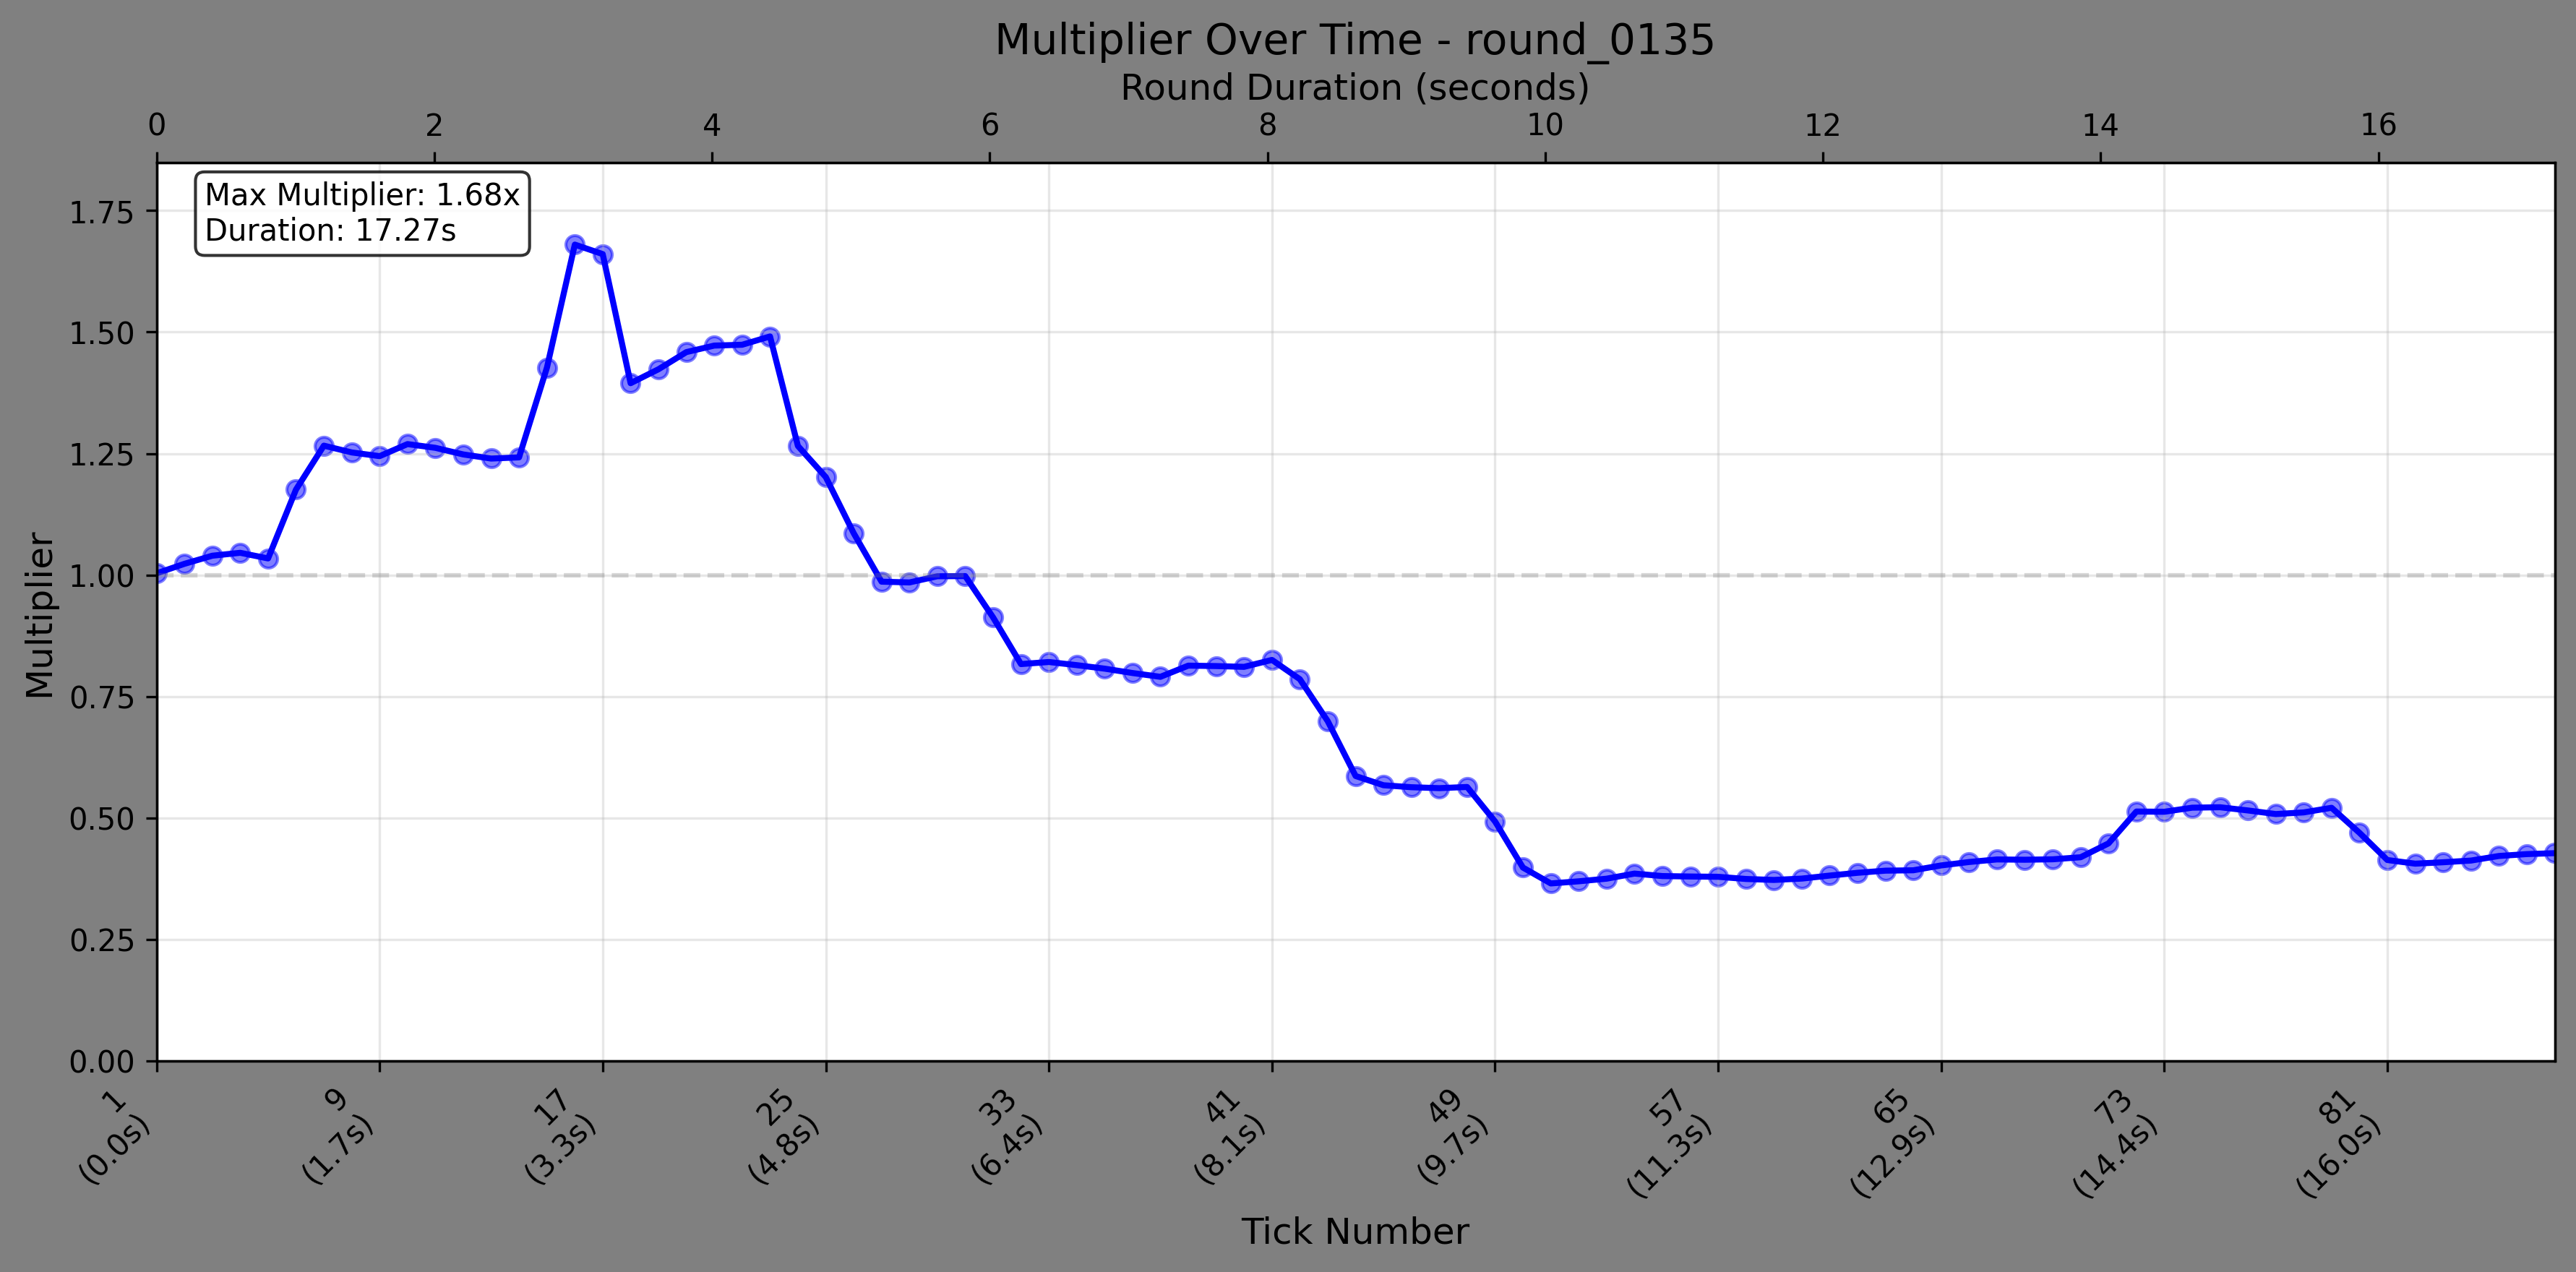 Multiplier Over Time - round_0135
Round Duration (seconds)
0 2 4 6 8 10 12 14 16
Max Multiplier: 1.68x
Duration: 17.27s
1.75
1.50
1.25
1.00
0.75
0.50
0.25
0.00
Multiplier
1
(0.0s)
9
(1.7s)
17
(3.3s)
25
(4.8s)
33
(6.4s)
41
(8.1s)
49
(9.7s)
57
(11.3s)
65
(12.9s)
73
(14.4s)
81
(16.0s)
Tick Number